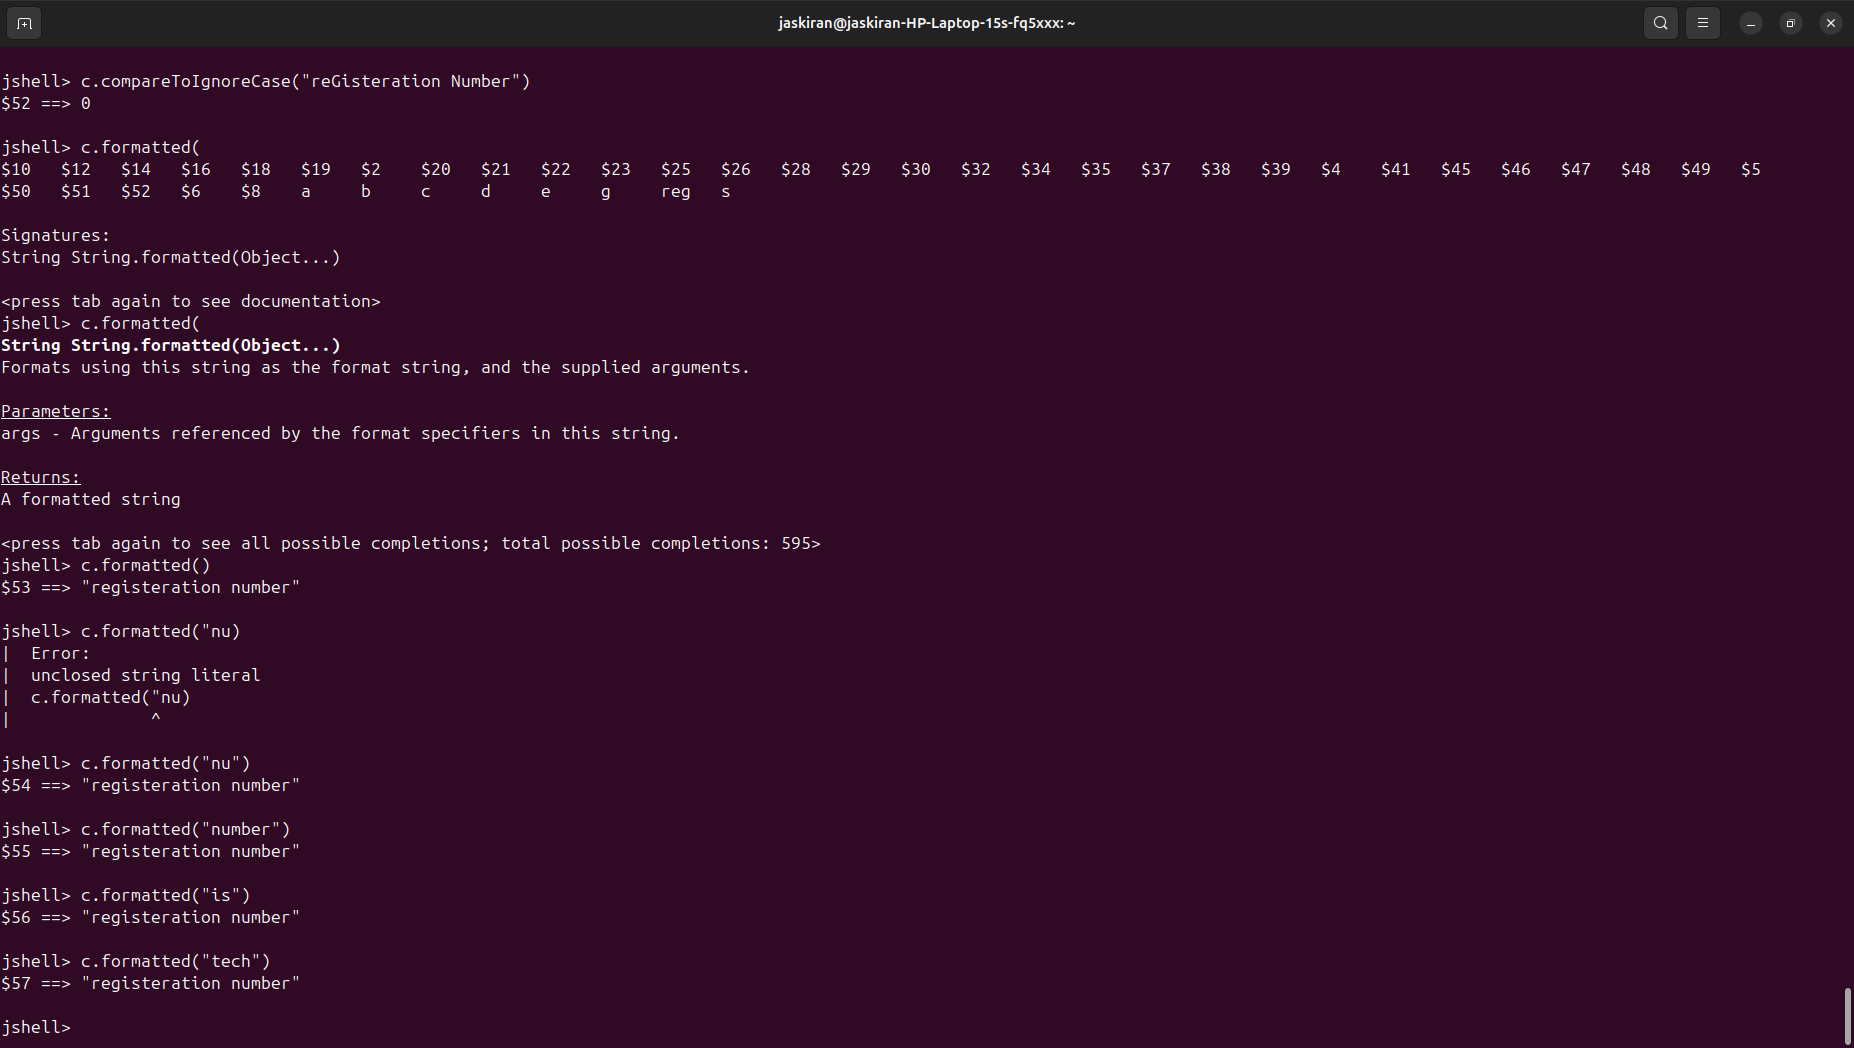 jaskiran@jaskiran-HP-Laptop-15s-fq5xxx: ~
jshell> c.compareToIgnoreCase("reGisteration Number")
$52 ==> 0
jshell> c.formatted(
$10   $12   $14   $16   $18   $19   $2    $20   $21   $22   $23   $25   $26   $28   $29   $30   $32   $34   $35   $37   $38   $39   $4    $41   $45   $46   $47   $48   $49   $5
$50   $51   $52   $6    $8    a     b     c     d     e     g     reg   s
Signatures:
String String.formatted(Object...)
<press tab again to see documentation>
jshell> c.formatted(
String String.formatted(Object...)
Formats using this string as the format string, and the supplied arguments.
Parameters:
args - Arguments referenced by the format specifiers in this string.
Returns:
A formatted string
<press tab again to see all possible completions; total possible completions: 595>
jshell> c.formatted()
$53 ==> "registeration number"
jshell> c.formatted("nu)
|  Error:
|  unclosed string literal
|  c.formatted("nu)
|              ^
jshell> c.formatted("nu")
$54 ==> "registeration number"
jshell> c.formatted("number")
$55 ==> "registeration number"
jshell> c.formatted("is")
$56 ==> "registeration number"
jshell> c.formatted("tech")
$57 ==> "registeration number"
jshell>